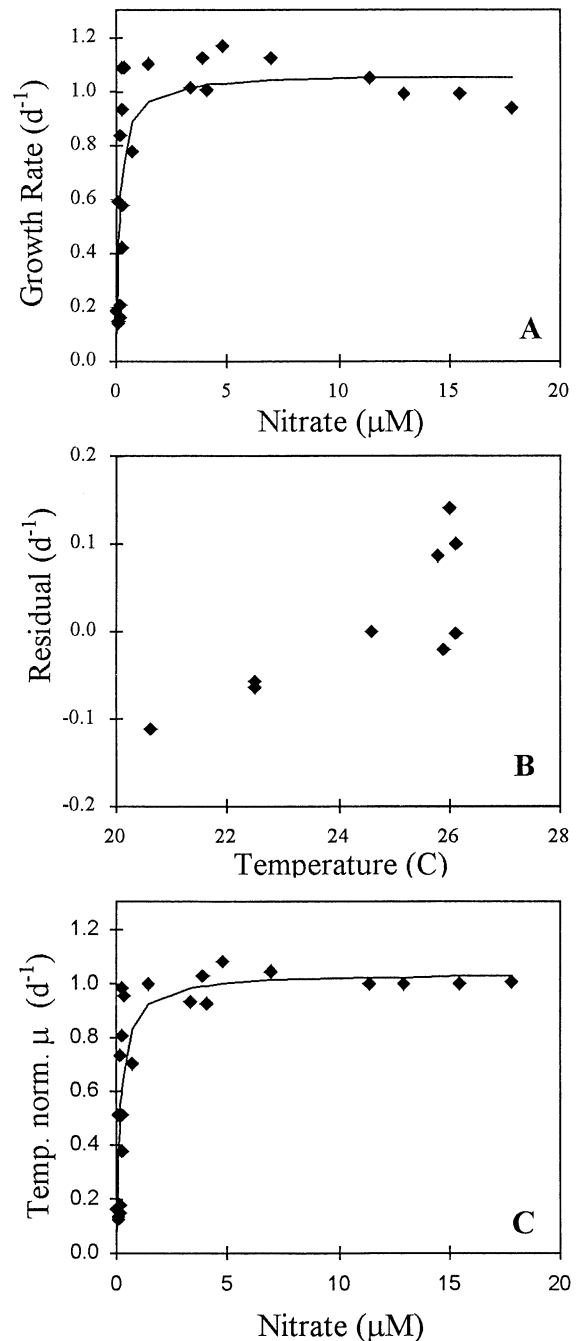 1.2
1.0
0.8
0.6
0.4
0.2
0.0
Growth Rate (d⁻¹)
A
0 5 10 15 20
Nitrate (µM)
0.2
0.1
0.0
-0.1
-0.2
Residual (d⁻¹)
B
20 22 24 26 28
Temperature (C)
1.2
1.0
0.8
0.6
0.4
0.2
0.0
Temp. norm. µ (d⁻¹)
C
0 5 10 15 20
Nitrate (µM)